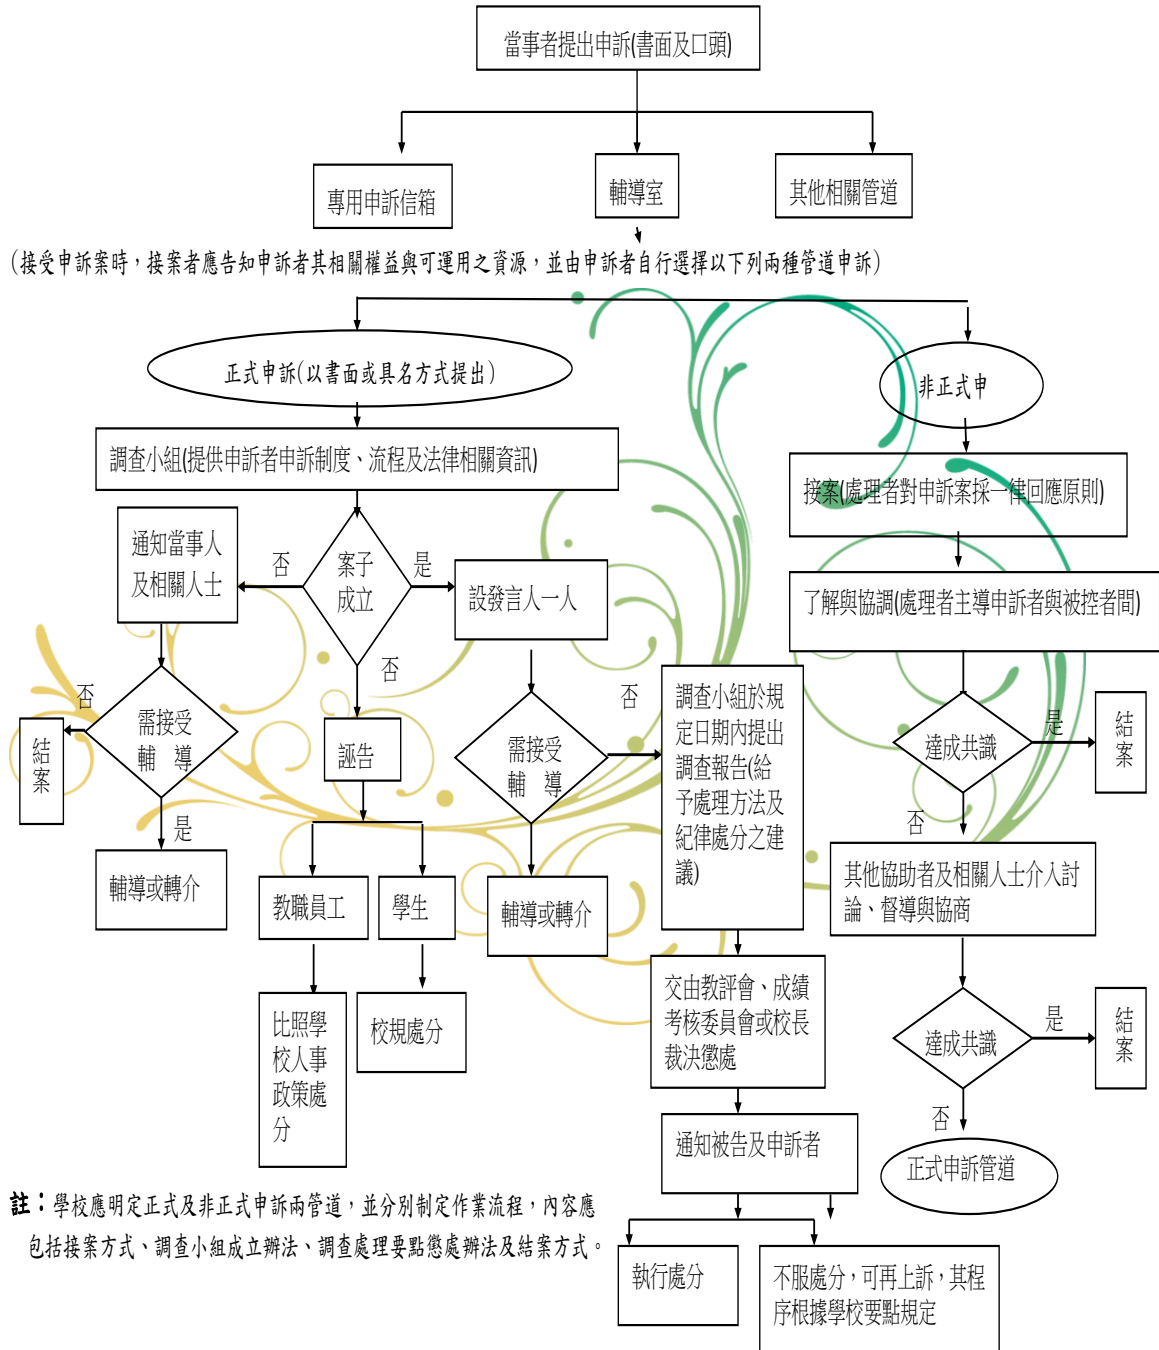 當事者提出申訴(書面及口頭)
專用申訴信箱
輔導室
其他相關管道
(接受申訴案時，接案者應告知申訴者其相關權益與可運用之資源，並由申訴者自行選擇以下列兩種管道申訴)
正式申訴(以書面或具名方式提出)
非正式申
調查小組(提供申訴者申訴制度、流程及法律相關資訊)
接案(處理者對申訴案採一律回應原則)
通知當事人
及相關人士
否
案子
成立
是
設發言人一人
了解與協調(處理者主導申訴者與被控者間)
否
需接受
輔　導
結
案
是
輔導或轉介
否
誣告
教職員工
學生
比照學
校人事
政策處
分
校規處分
需接受
輔　導
否
輔導或轉介
調查小組於規
定日期內提出
調查報告(給
予處理方法及
紀律處分之建
議)
交由教評會、成績
考核委員會或校長
裁決懲處
通知被告及申訴者
執行處分
不服處分，可再上訴，其程
序根據學校要點規定
達成共識
是
結
案
否
其他協助者及相關人士介入討
論、督導與協商
達成共識
是
結
案
否
正式申訴管道
註：學校應明定正式及非正式申訴兩管道，並分別制定作業流程，內容應
包括接案方式、調查小組成立辦法、調查處理要點懲處辦法及結案方式。